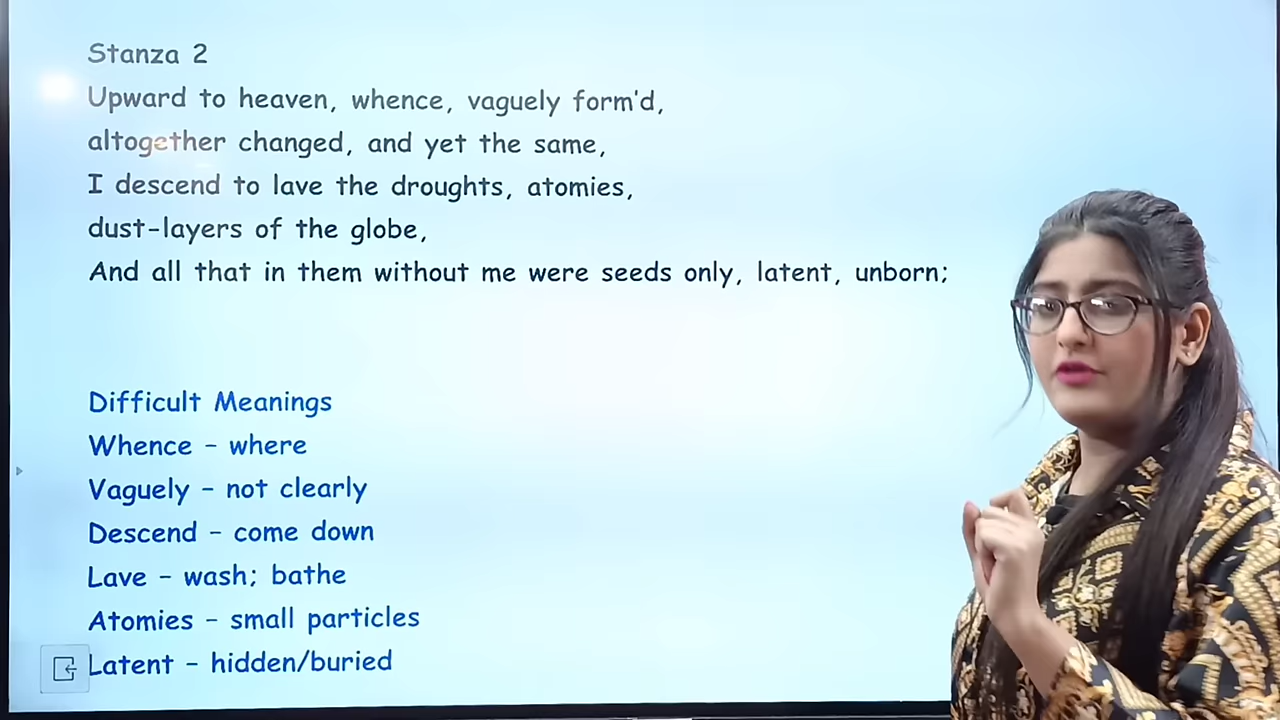 Stanza 2
Upward to heaven, whence, vaguely form'd,
altogether changed, and yet the same,
I descend to lave the droughts, atomies,
dust-layers of the globe,
And all that in them without me were seeds only, latent, unborn;
Difficult Meanings
Whence - where
Vaguely - not clearly
Descend - come down
Lave - wash; bathe
Atomies - small particles
Latent - hidden/buried